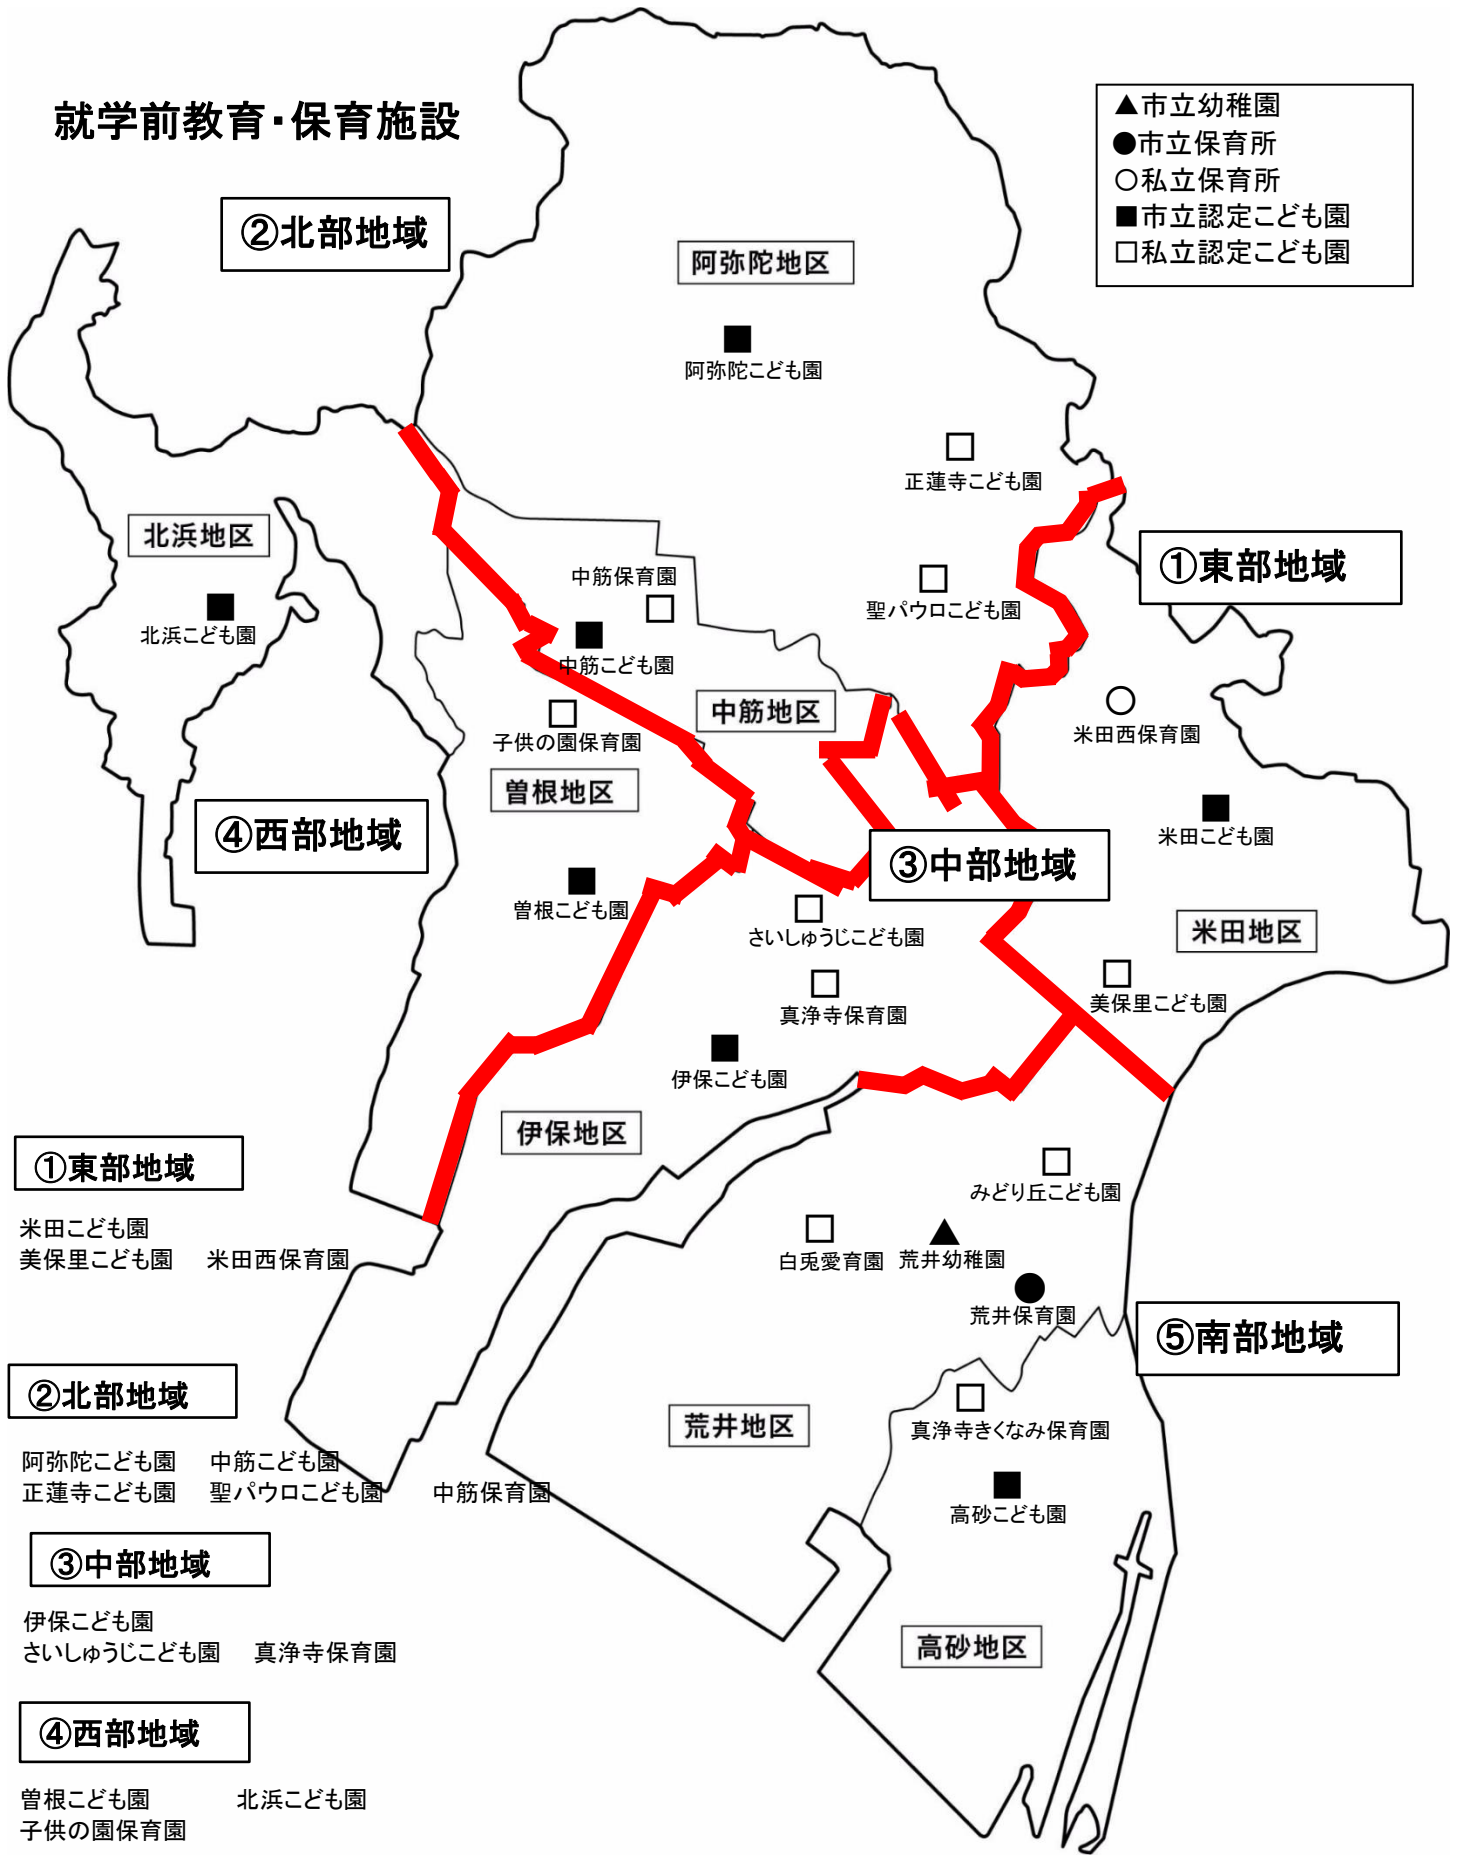 就学前教育・保育施設
▲市立幼稚園
●市立保育所
○私立保育所
■市立認定こども園
□私立認定こども園
②北部地域
阿弥陀地区
阿弥陀こども園
正蓮寺こども園
北浜地区
①東部地域
中筋保育園
聖パウロこども園
北浜こども園
中筋こども園
中筋地区
米田西保育園
子供の園保育園
曽根地区
④西部地域
米田こども園
③中部地域
曽根こども園
さいしゅうじこども園
米田地区
美保里こども園
真浄寺保育園
伊保こども園
伊保地区
①東部地域
みどり丘こども園
米田こども園
美保里こども園 米田西保育園
白兎愛育園
荒井幼稚園
荒井保育園
⑤南部地域
②北部地域
荒井地区
真浄寺きくなみ保育園
阿弥陀こども園 中筋こども園
正蓮寺こども園 聖パウロこども園 中筋保育園
高砂こども園
③中部地域
伊保こども園
さいしゅうじこども園 真浄寺保育園
高砂地区
④西部地域
曽根こども園 北浜こども園
子供の園保育園